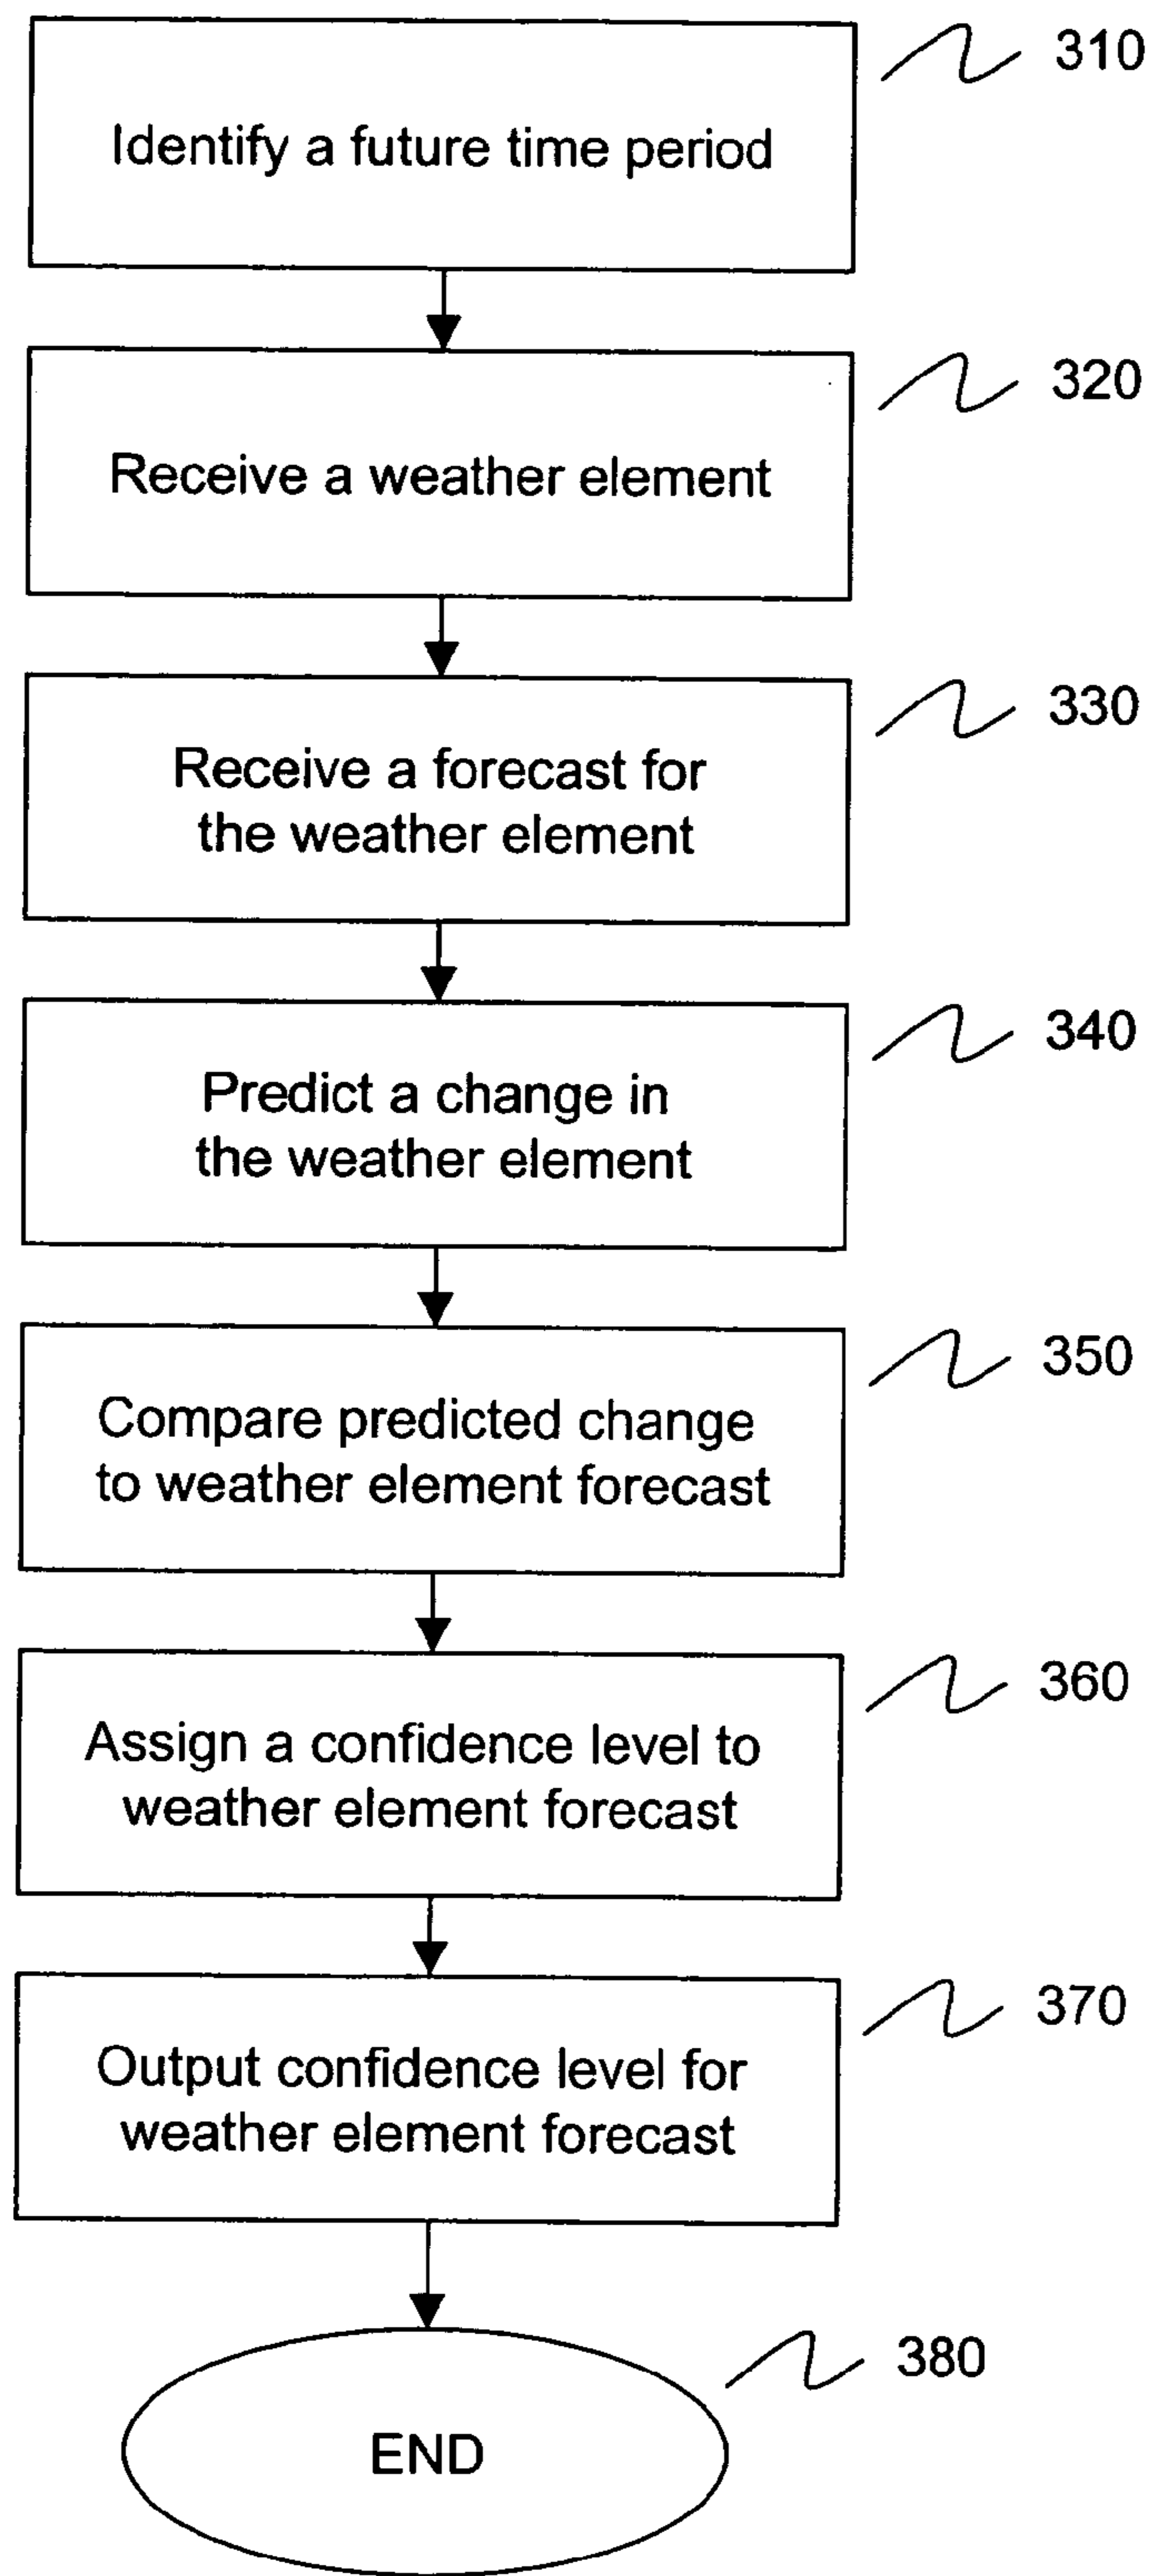 310
Identify a future time period
320
Receive a weather element
330
Receive a forecast for
the weather element
340
Predict a change in
the weather element
350
Compare predicted change
to weather element forecast
360
Assign a confidence level to
weather element forecast
370
Output confidence level for
weather element forecast
380
END